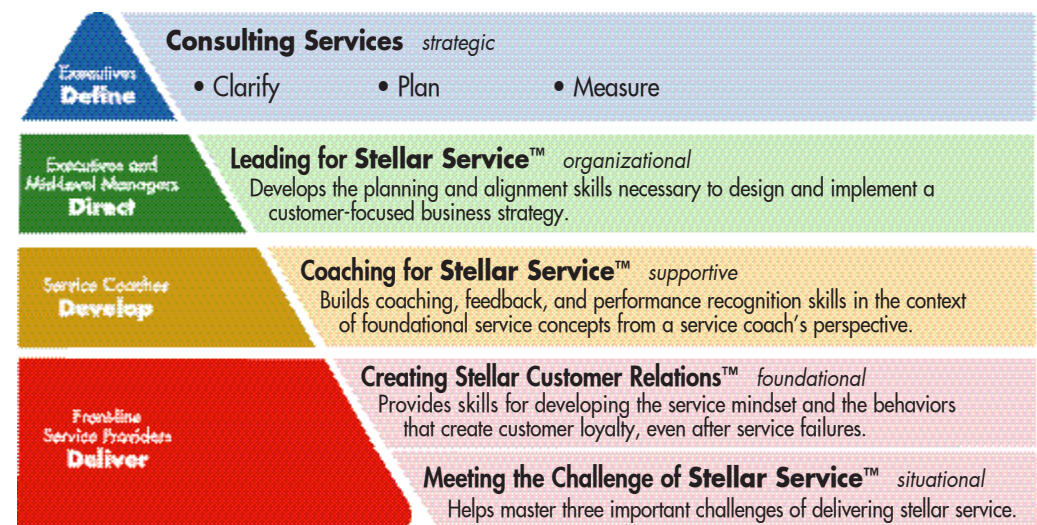 Executives
Define
Consulting Services strategic
• Clarify • Plan • Measure
Executives and
Mid-Level Managers
Direct
Leading for Stellar Service™ organizational
Develops the planning and alignment skills necessary to design and implement a
customer-focused business strategy.
Service Coaches
Develop
Coaching for Stellar Service™ supportive
Builds coaching, feedback, and performance recognition skills in the context
of foundational service concepts from a service coach's perspective.
Front-line
Service Providers
Deliver
Creating Stellar Customer Relations™ foundational
Provides skills for developing the service mindset and the behaviors
that create customer loyalty, even after service failures.
Meeting the Challenge of Stellar Service™ situational
Helps master three important challenges of delivering stellar service.